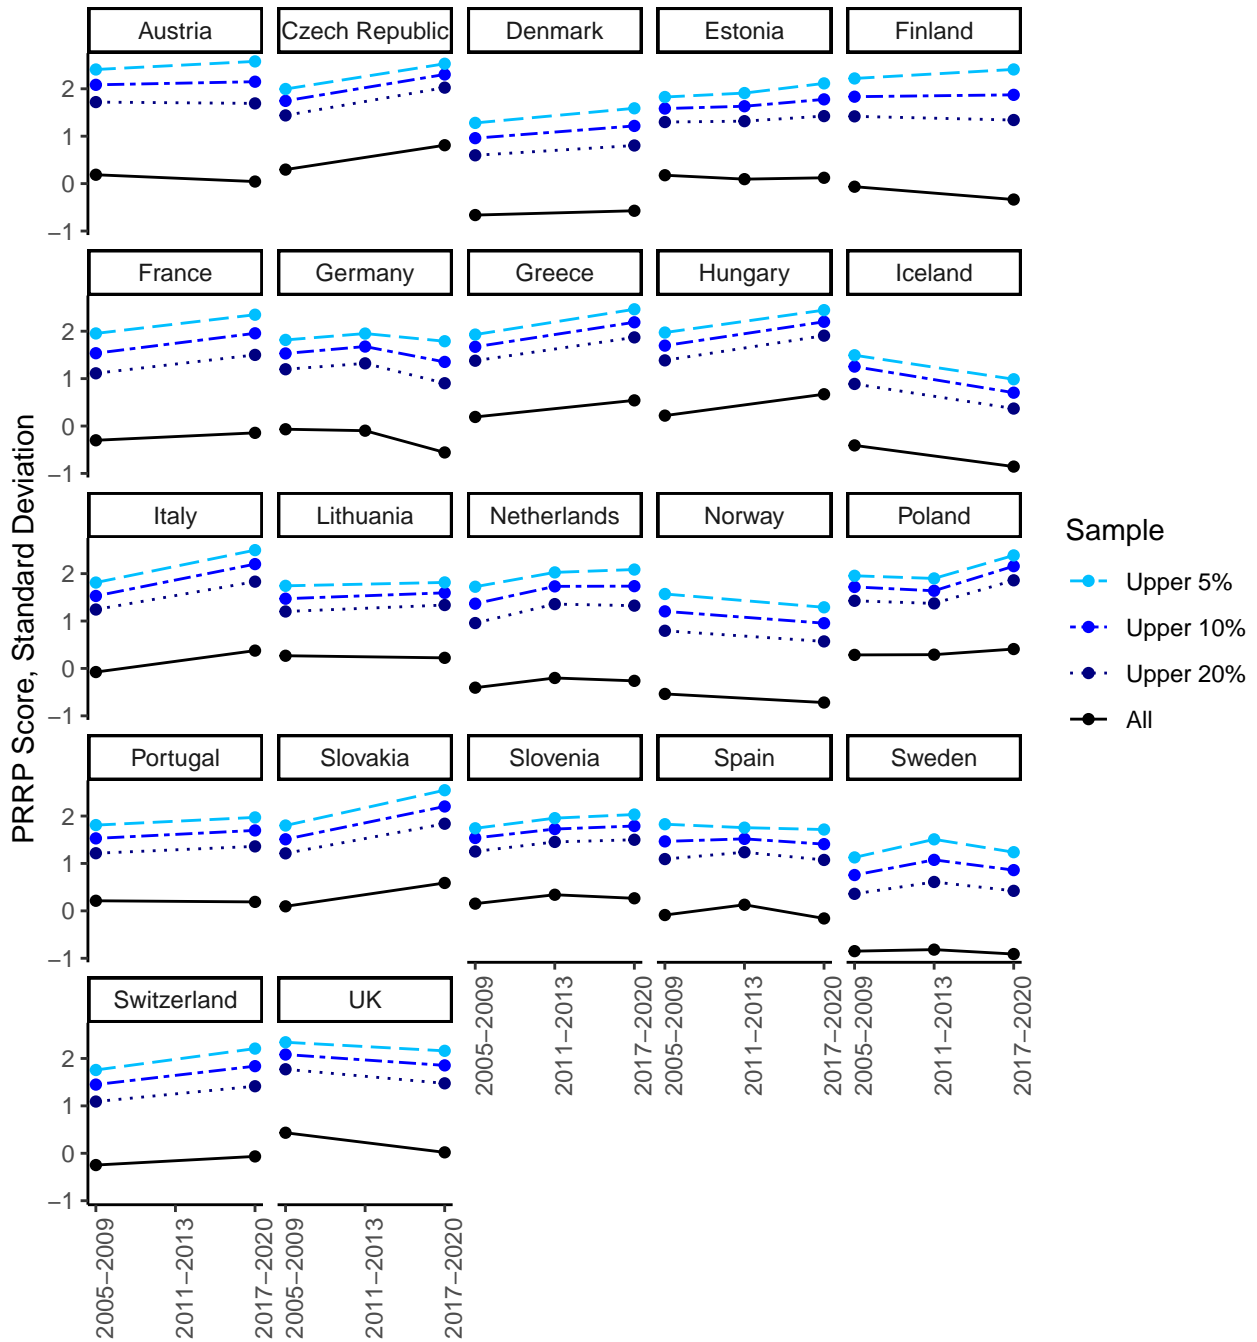 Austria
Czech Republic
Denmark
Estonia
Finland
2
1
0
−1
France
Germany
Greece
Hungary
Iceland
2
1
0
−1
Italy
Lithuania
Netherlands
Norway
Poland
2
1
0
−1
Portugal
Slovakia
Slovenia
Spain
Sweden
2
1
0
−1
Switzerland
UK
2
1
0
−1
2005−2009
2011−2013
2017−2020
2005−2009
2011−2013
2017−2020
2005−2009
2011−2013
2017−2020
2005−2009
2011−2013
2017−2020
2005−2009
2011−2013
2017−2020
PRRP Score, Standard Deviation
Sample
Upper 5%
Upper 10%
Upper 20%
All